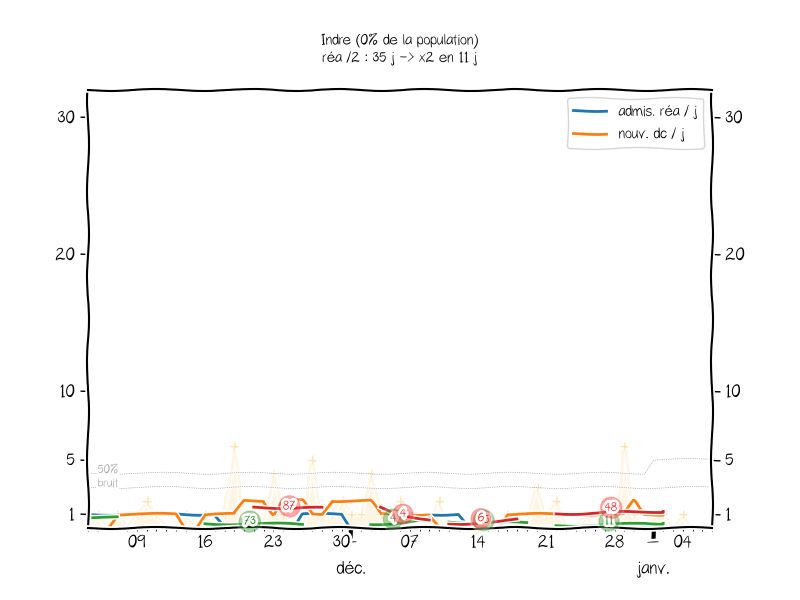 Indre (0% de la population)
réa /2 : 35 j -> x2 en 11 j
30 30
admis. réa / j
nouv. dc / j
20 20
10 10
5 50% 5
bruit
1 73 87 4 4 48 11 1
09 16 23 30 07 14 21 28 04
déc. janv.